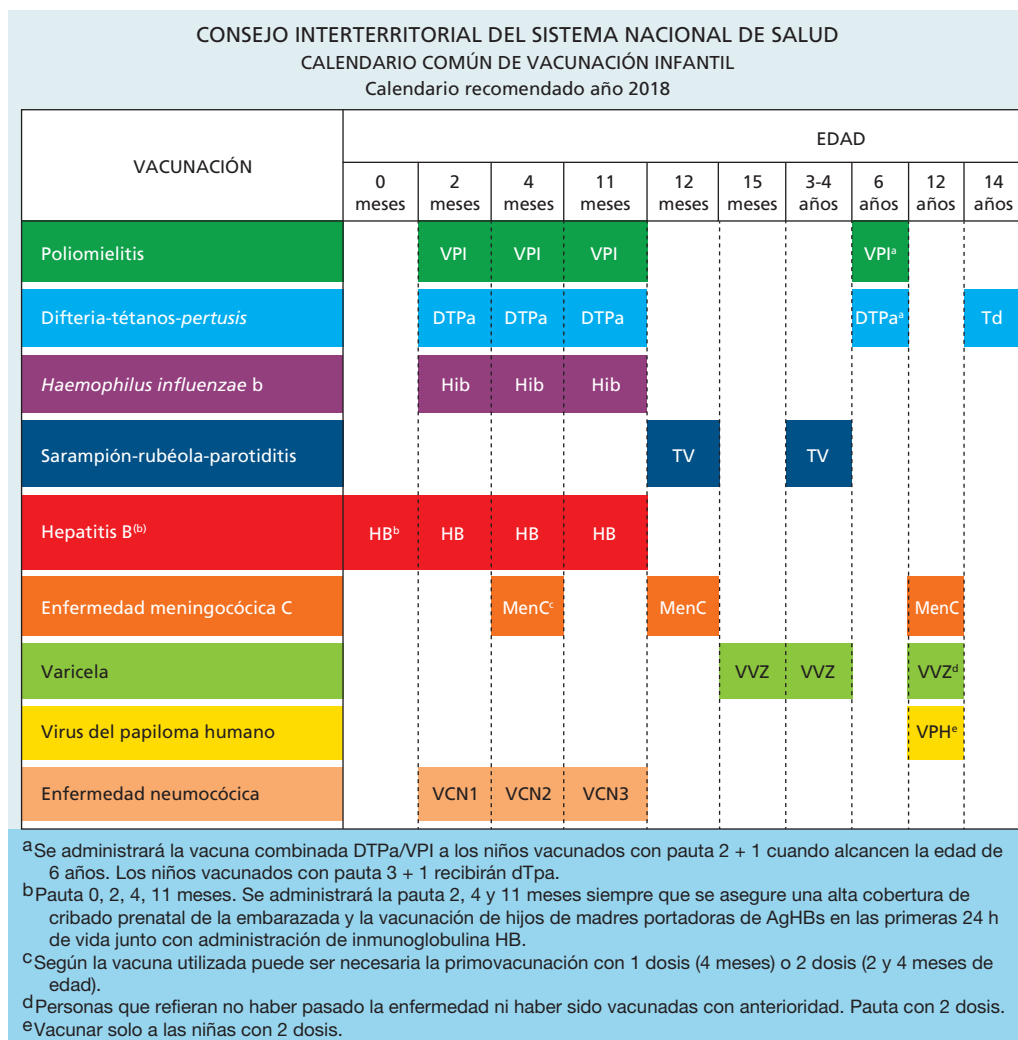 CONSEJO INTERTERRITORIAL DEL SISTEMA NACIONAL DE SALUD
CALENDARIO COMÚN DE VACUNACIÓN INFANTIL
Calendario recomendado año 2018
VACUNACIÓN
EDAD
0 meses 2 meses 4 meses 11 meses 12 meses 15 meses 3-4 años 6 años 12 años 14 años
Poliomielitis VPI VPI VPI VPIᵃ
Difteria-tétanos-pertusis DTPa DTPa DTPa DTPaᵃ Td
Haemophilus influenzae b Hib Hib Hib
Sarampión-rubéola-parotiditis TV TV
Hepatitis B⁽ᵇ⁾ HBᵇ HB HB HB
Enfermedad meningocócica C MenCᶜ MenC MenC
Varicela VVZ VVZ VVZᵈ
Virus del papiloma humano VPHᵉ
Enfermedad neumocócica VCN1 VCN2 VCN3
ᵃSe administrará la vacuna combinada DTPa/VPI a los niños vacunados con pauta 2 + 1 cuando alcancen la edad de
6 años. Los niños vacunados con pauta 3 + 1 recibirán dTpa.
ᵇPauta 0, 2, 4, 11 meses. Se administrará la pauta 2, 4 y 11 meses siempre que se asegure una alta cobertura de
cribado prenatal de la embarazada y la vacunación de hijos de madres portadoras de AgHBs en las primeras 24 h
de vida junto con administración de inmunoglobulina HB.
ᶜSegún la vacuna utilizada puede ser necesaria la primovacunación con 1 dosis (4 meses) o 2 dosis (2 y 4 meses de
edad).
ᵈPersonas que refieran no haber pasado la enfermedad ni haber sido vacunadas con anterioridad. Pauta con 2 dosis.
ᵉVacunar solo a las niñas con 2 dosis.